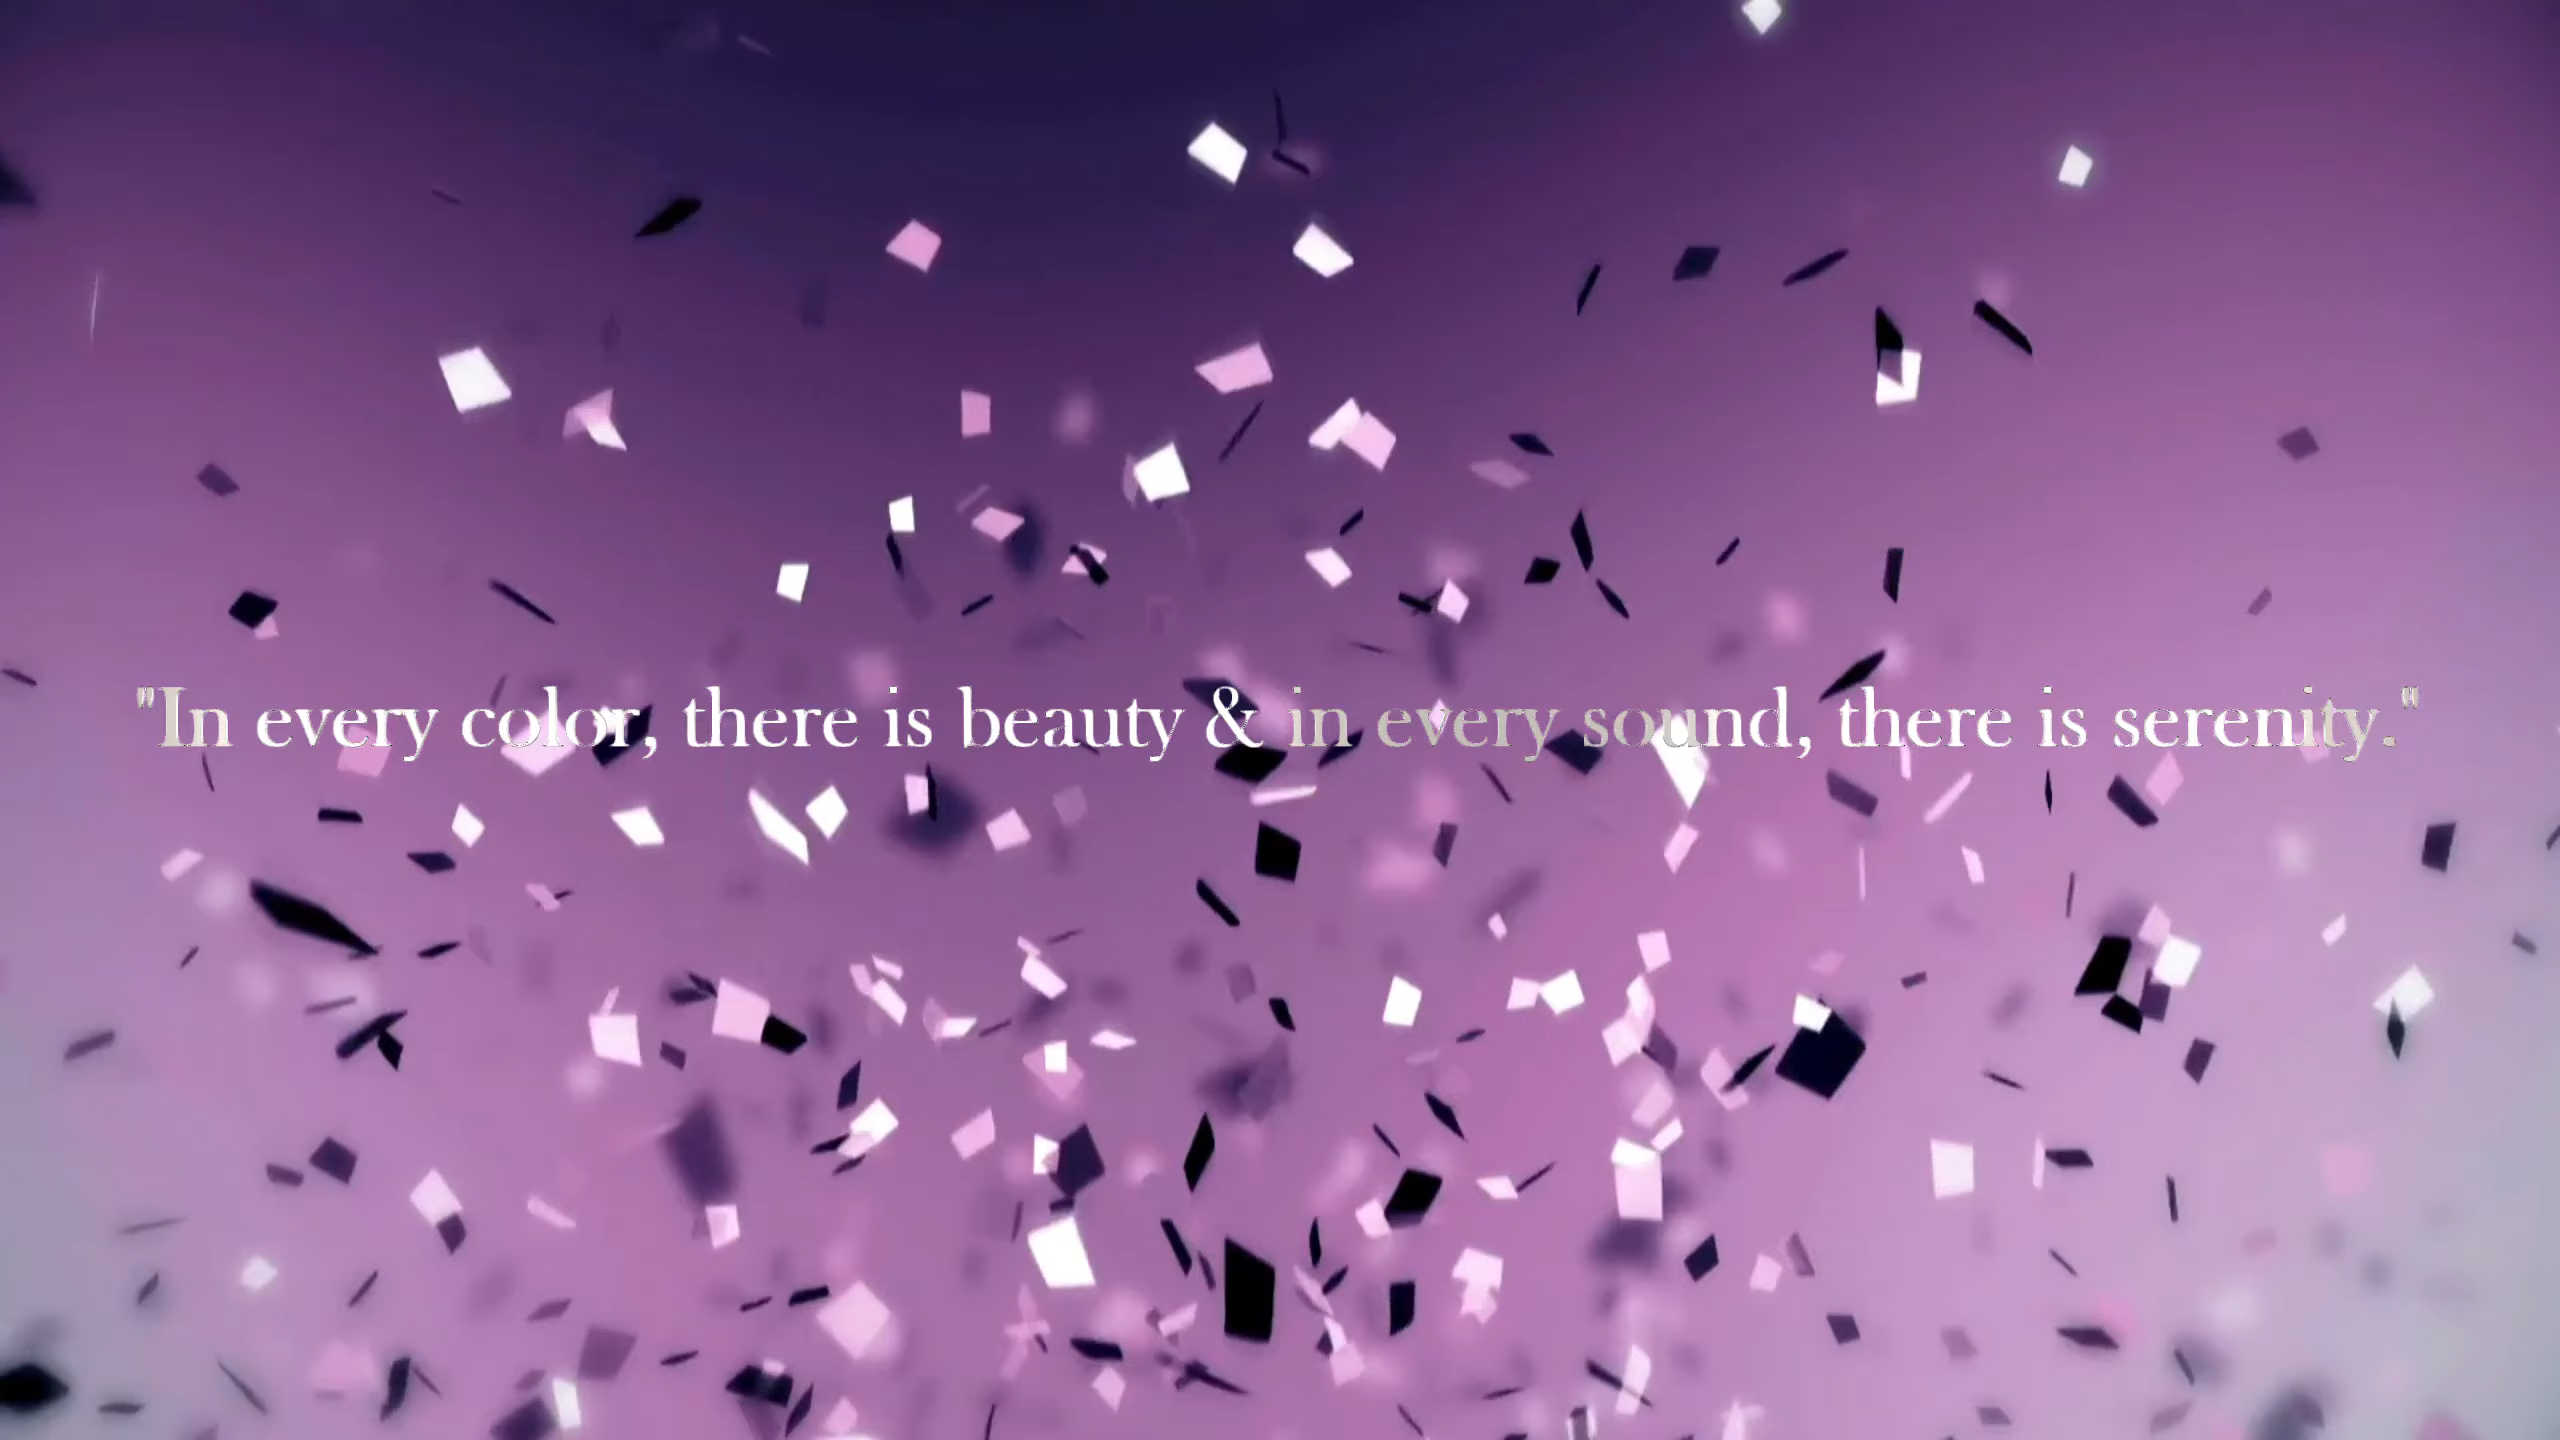 "In every color, there is beauty & in every sound, there is serenity."